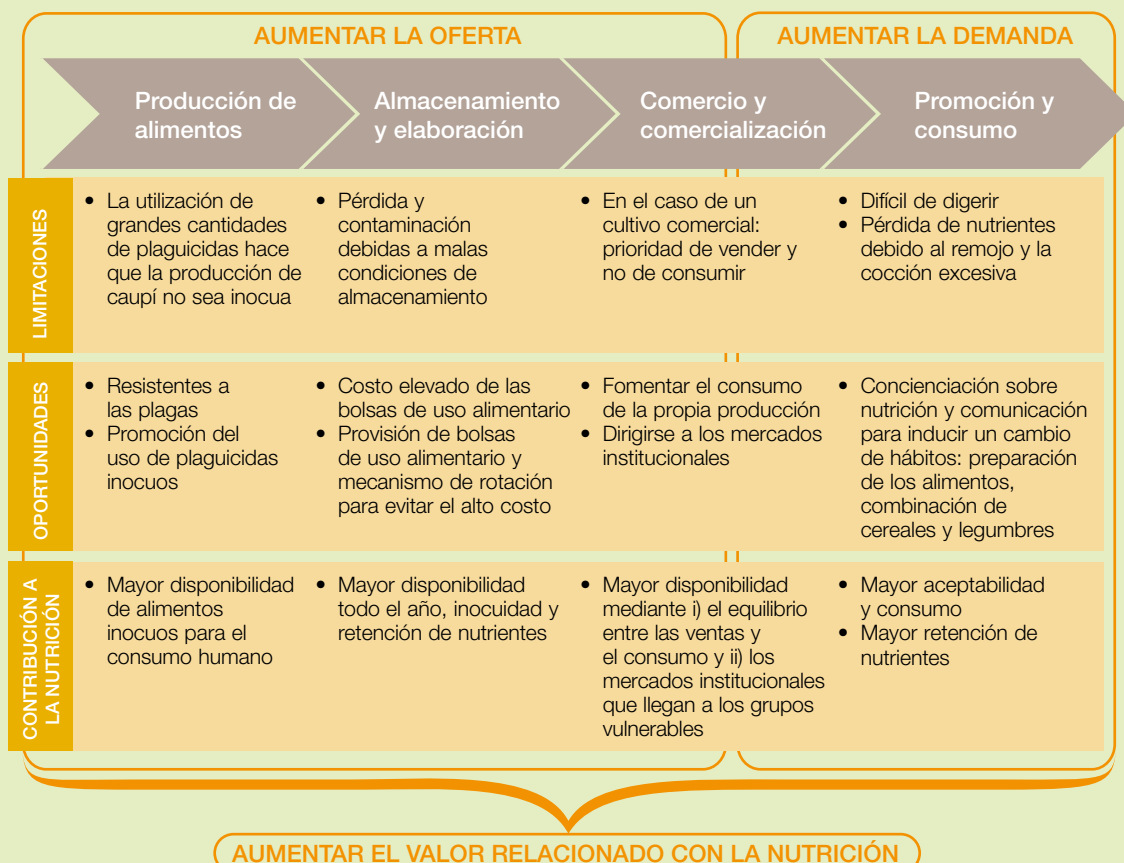 AUMENTAR LA OFERTA
AUMENTAR LA DEMANDA
Producción de
alimentos
Almacenamiento
y elaboración
Comercio y
comercialización
Promoción y
consumo
LIMITACIONES
• La utilización de
grandes cantidades
de plaguicidas hace
que la producción de
caupí no sea inocua
• Pérdida y
contaminación
debidas a malas
condiciones de
almacenamiento
• En el caso de un
cultivo comercial:
prioridad de vender y
no de consumir
• Difícil de digerir
• Pérdida de nutrientes
debido al remojo y la
cocción excesiva
OPORTUNIDADES
• Resistentes a
las plagas
• Promoción del
uso de plaguicidas
inocuos
• Costo elevado de las
bolsas de uso alimentario
• Provisión de bolsas
de uso alimentario y
mecanismo de rotación
para evitar el alto costo
• Fomentar el consumo
de la propia producción
• Dirigirse a los mercados
institucionales
• Concienciación sobre
nutrición y comunicación
para inducir un cambio
de hábitos: preparación
de los alimentos,
combinación de
cereales y legumbres
CONTRIBUCIÓN A
LA NUTRICIÓN
• Mayor disponibilidad
de alimentos
inocuos para el
consumo humano
• Mayor disponibilidad
todo el año, inocuidad y
retención de nutrientes
• Mayor disponibilidad
mediante i) el equilibrio
entre las ventas y
el consumo y ii) los
mercados institucionales
que llegan a los grupos
vulnerables
• Mayor aceptabilidad
y consumo
• Mayor retención de
nutrientes
AUMENTAR EL VALOR RELACIONADO CON LA NUTRICIÓN